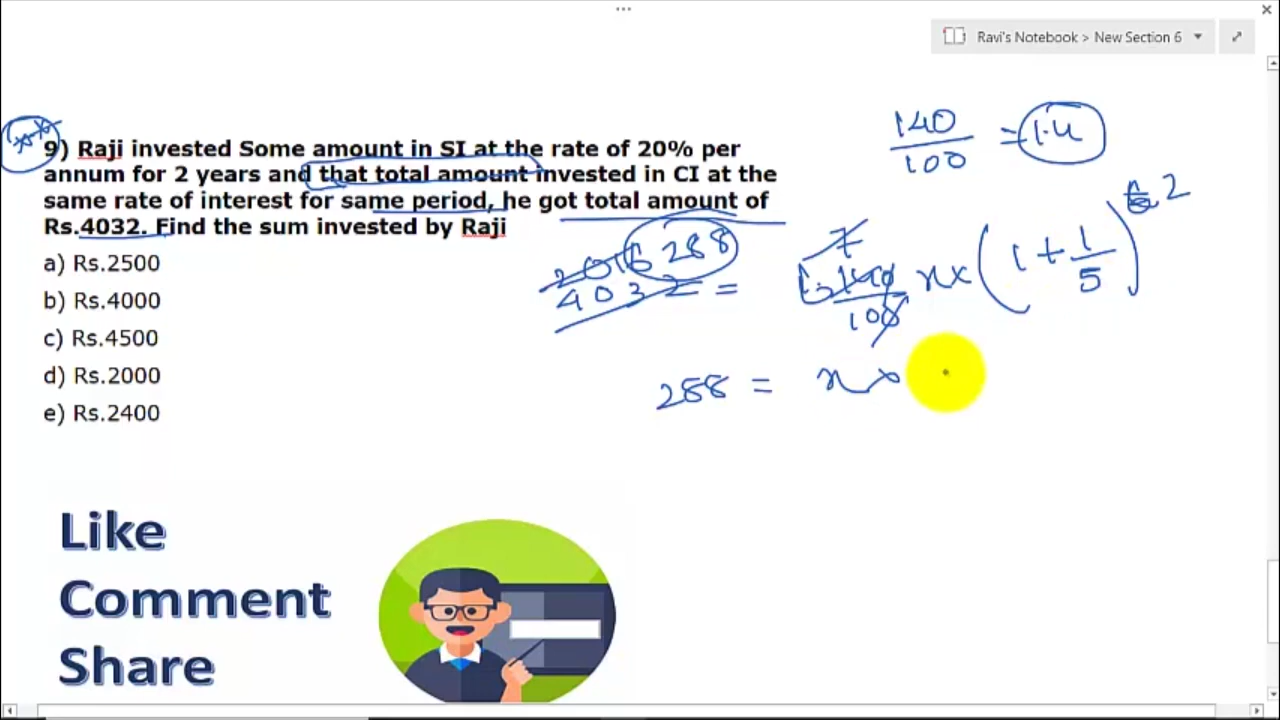 Ravi's Notebook > New Section 6
140
100
= 1.4
9) Raji invested Some amount in SI at the rate of 20% per
annum for 2 years and that total amount invested in CI at the
same rate of interest for same period, he got total amount of
Rs.4032. Find the sum invested by Raji
a) Rs.2500
b) Rs.4000
c) Rs.4500
d) Rs.2000
e) Rs.2400
2016 288
4032 =
7
100
x × (1 + 1/5) 2
288 = x ×
Like
Comment
Share